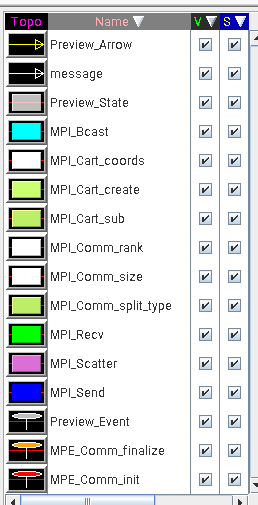 Topo Name V S
Preview_Arrow
message
Preview_State
MPI_Bcast
MPI_Cart_coords
MPI_Cart_create
MPI_Cart_sub
MPI_Comm_rank
MPI_Comm_size
MPI_Comm_split_type
MPI_Recv
MPI_Scatter
MPI_Send
Preview_Event
MPE_Comm_finalize
MPE_Comm_init